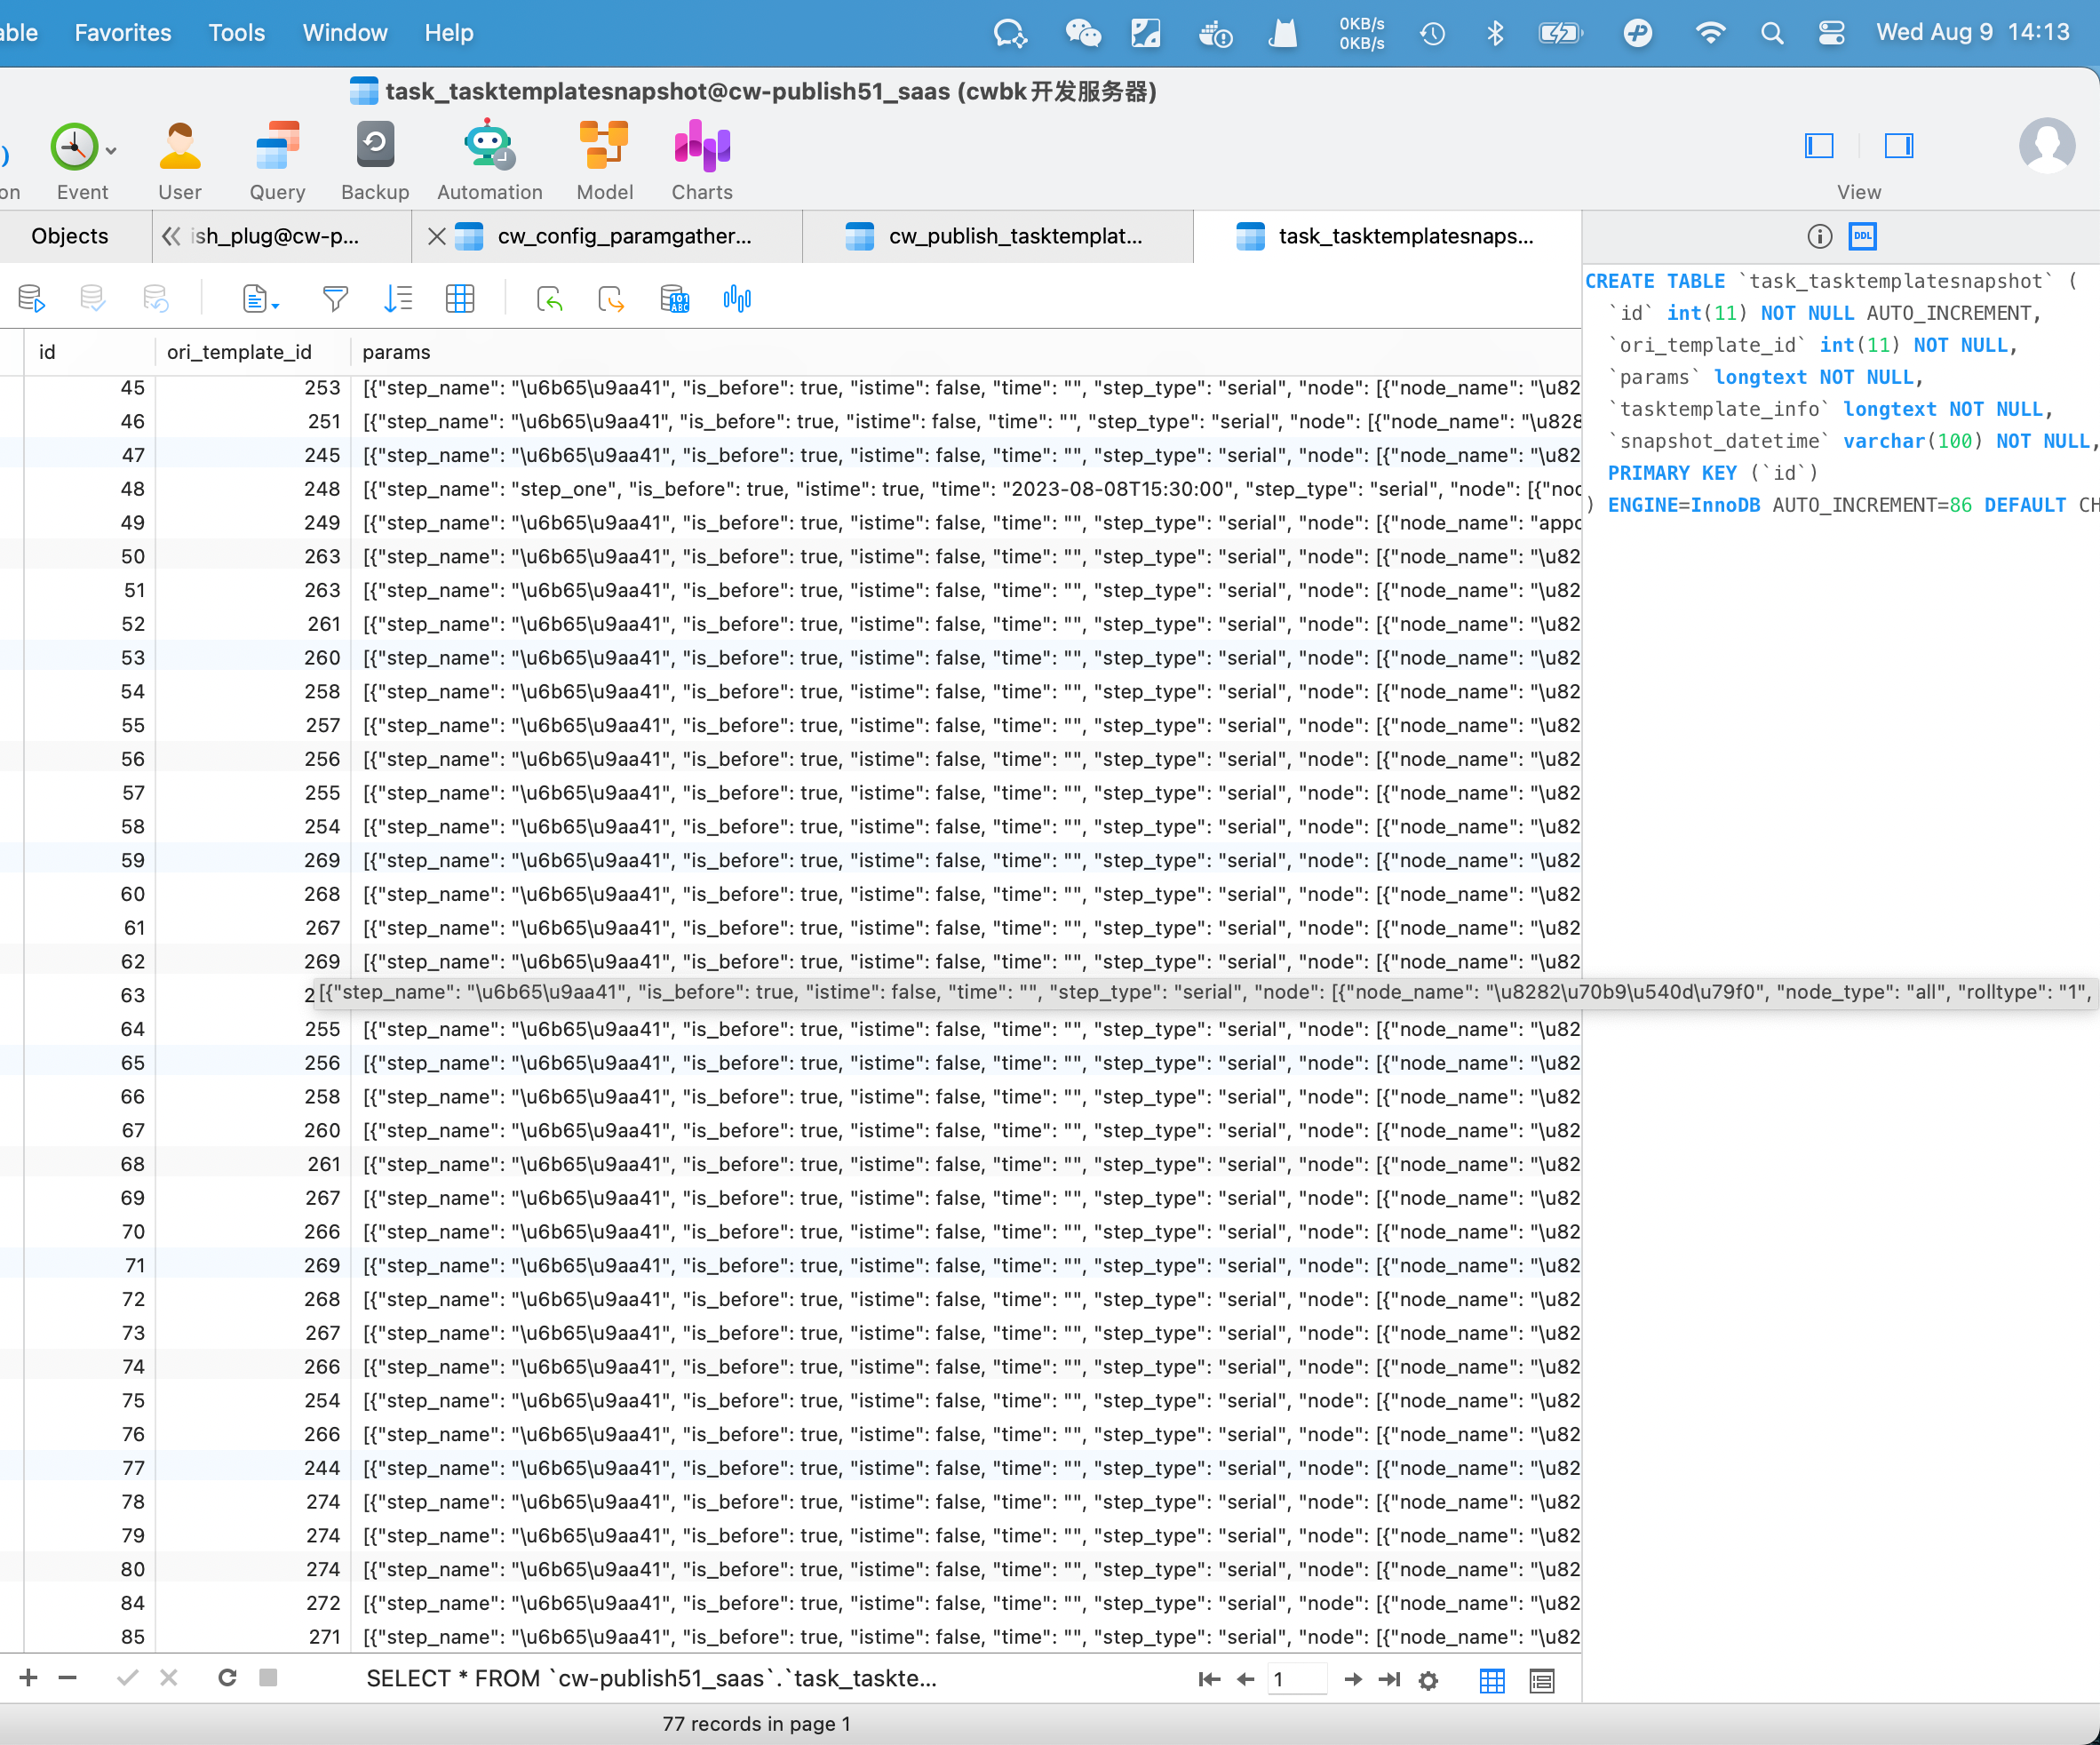 able Favorites Tools Window Help 0KB/s 0KB/s Wed Aug 9 14:13
task_tasktemplatesnapshot@cw-publish51_saas (cwbk开发服务器)
on Event User Query Backup Automation Model Charts View
Objects ish_plug@cw-p... cw_config_paramgather... cw_publish_tasktemplat... task_tasktemplatesnaps... DDL
id ori_template_id params
45 253 [{"step_name": "\u6b65\u9aa41", "is_before": true, "istime": false, "time": "", "step_type": "serial", "node": [{"node_name": "\u82
46 251 [{"step_name": "\u6b65\u9aa41", "is_before": true, "istime": false, "time": "", "step_type": "serial", "node": [{"node_name": "\u828
47 245 [{"step_name": "\u6b65\u9aa41", "is_before": true, "istime": false, "time": "", "step_type": "serial", "node": [{"node_name": "\u82
48 248 [{"step_name": "step_one", "is_before": true, "istime": true, "time": "2023-08-08T15:30:00", "step_type": "serial", "node": [{"noc
49 249 [{"step_name": "\u6b65\u9aa41", "is_before": true, "istime": false, "time": "", "step_type": "serial", "node": [{"node_name": "appc
50 263 [{"step_name": "\u6b65\u9aa41", "is_before": true, "istime": false, "time": "", "step_type": "serial", "node": [{"node_name": "\u82
51 263 [{"step_name": "\u6b65\u9aa41", "is_before": true, "istime": false, "time": "", "step_type": "serial", "node": [{"node_name": "\u82
52 261 [{"step_name": "\u6b65\u9aa41", "is_before": true, "istime": false, "time": "", "step_type": "serial", "node": [{"node_name": "\u82
53 260 [{"step_name": "\u6b65\u9aa41", "is_before": true, "istime": false, "time": "", "step_type": "serial", "node": [{"node_name": "\u82
54 258 [{"step_name": "\u6b65\u9aa41", "is_before": true, "istime": false, "time": "", "step_type": "serial", "node": [{"node_name": "\u82
55 257 [{"step_name": "\u6b65\u9aa41", "is_before": true, "istime": false, "time": "", "step_type": "serial", "node": [{"node_name": "\u82
56 256 [{"step_name": "\u6b65\u9aa41", "is_before": true, "istime": false, "time": "", "step_type": "serial", "node": [{"node_name": "\u82
57 255 [{"step_name": "\u6b65\u9aa41", "is_before": true, "istime": false, "time": "", "step_type": "serial", "node": [{"node_name": "\u82
58 254 [{"step_name": "\u6b65\u9aa41", "is_before": true, "istime": false, "time": "", "step_type": "serial", "node": [{"node_name": "\u82
59 269 [{"step_name": "\u6b65\u9aa41", "is_before": true, "istime": false, "time": "", "step_type": "serial", "node": [{"node_name": "\u82
60 268 [{"step_name": "\u6b65\u9aa41", "is_before": true, "istime": false, "time": "", "step_type": "serial", "node": [{"node_name": "\u82
61 267 [{"step_name": "\u6b65\u9aa41", "is_before": true, "istime": false, "time": "", "step_type": "serial", "node": [{"node_name": "\u82
62 269 [{"step_name": "\u6b65\u9aa41", "is_before": true, "istime": false, "time": "", "step_type": "serial", "node": [{"node_name": "\u82
63 2 [{"step_name": "\u6b65\u9aa41", "is_before": true, "istime": false, "time": "", "step_type": "serial", "node": [{"node_name": "\u8282\u70b9\u540d\u79f0", "node_type": "all", "rolltype": "1",
64 255 [{"step_name": "\u6b65\u9aa41", "is_before": true, "istime": false, "time": "", "step_type": "serial", "node": [{"node_name": "\u82
65 256 [{"step_name": "\u6b65\u9aa41", "is_before": true, "istime": false, "time": "", "step_type": "serial", "node": [{"node_name": "\u82
66 258 [{"step_name": "\u6b65\u9aa41", "is_before": true, "istime": false, "time": "", "step_type": "serial", "node": [{"node_name": "\u82
67 260 [{"step_name": "\u6b65\u9aa41", "is_before": true, "istime": false, "time": "", "step_type": "serial", "node": [{"node_name": "\u82
68 261 [{"step_name": "\u6b65\u9aa41", "is_before": true, "istime": false, "time": "", "step_type": "serial", "node": [{"node_name": "\u82
69 267 [{"step_name": "\u6b65\u9aa41", "is_before": true, "istime": false, "time": "", "step_type": "serial", "node": [{"node_name": "\u82
70 266 [{"step_name": "\u6b65\u9aa41", "is_before": true, "istime": false, "time": "", "step_type": "serial", "node": [{"node_name": "\u82
71 269 [{"step_name": "\u6b65\u9aa41", "is_before": true, "istime": false, "time": "", "step_type": "serial", "node": [{"node_name": "\u82
72 268 [{"step_name": "\u6b65\u9aa41", "is_before": true, "istime": false, "time": "", "step_type": "serial", "node": [{"node_name": "\u82
73 267 [{"step_name": "\u6b65\u9aa41", "is_before": true, "istime": false, "time": "", "step_type": "serial", "node": [{"node_name": "\u82
74 266 [{"step_name": "\u6b65\u9aa41", "is_before": true, "istime": false, "time": "", "step_type": "serial", "node": [{"node_name": "\u82
75 254 [{"step_name": "\u6b65\u9aa41", "is_before": true, "istime": false, "time": "", "step_type": "serial", "node": [{"node_name": "\u82
76 266 [{"step_name": "\u6b65\u9aa41", "is_before": true, "istime": false, "time": "", "step_type": "serial", "node": [{"node_name": "\u82
77 244 [{"step_name": "\u6b65\u9aa41", "is_before": true, "istime": false, "time": "", "step_type": "serial", "node": [{"node_name": "\u82
78 274 [{"step_name": "\u6b65\u9aa41", "is_before": true, "istime": false, "time": "", "step_type": "serial", "node": [{"node_name": "\u82
79 274 [{"step_name": "\u6b65\u9aa41", "is_before": true, "istime": false, "time": "", "step_type": "serial", "node": [{"node_name": "\u82
80 274 [{"step_name": "\u6b65\u9aa41", "is_before": true, "istime": false, "time": "", "step_type": "serial", "node": [{"node_name": "\u82
84 272 [{"step_name": "\u6b65\u9aa41", "is_before": true, "istime": false, "time": "", "step_type": "serial", "node": [{"node_name": "\u82
85 271 [{"step_name": "\u6b65\u9aa41", "is_before": true, "istime": false, "time": "", "step_type": "serial", "node": [{"node_name": "\u82
CREATE TABLE `task_tasktemplatesnapshot` (
`id` int(11) NOT NULL AUTO_INCREMENT,
`ori_template_id` int(11) NOT NULL,
`params` longtext NOT NULL,
`tasktemplate_info` longtext NOT NULL,
`snapshot_datetime` varchar(100) NOT NULL,
PRIMARY KEY (`id`)
) ENGINE=InnoDB AUTO_INCREMENT=86 DEFAULT CH
SELECT * FROM `cw-publish51_saas`.`task_taskte... 1
77 records in page 1